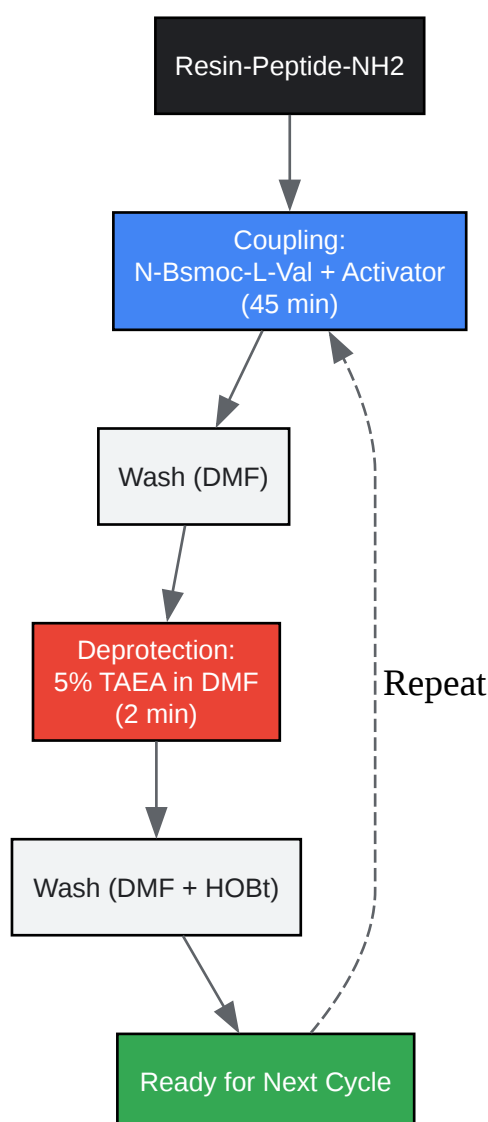 Resin-Peptide-NH2
Coupling:
N-Bsmoc-L-Val + Activator
(45 min)
Wash (DMF)
Deprotection:
5% TAEA in DMF
(2 min)
Repeat
Wash (DMF + HOBt)
Ready for Next Cycle